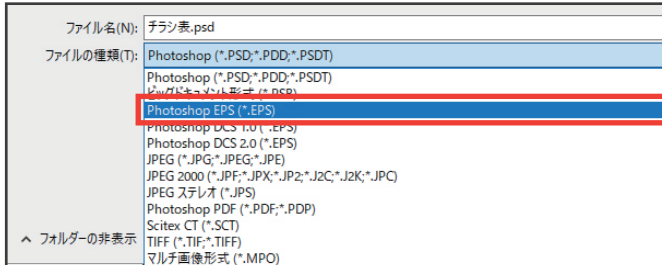 ファイル名(N): チラシ表.psd
ファイルの種類(T): Photoshop (*.PSD;*.PDD;*.PSDT)
Photoshop (*.PSD;*.PDD;*.PSDT)
ビッグドキュメント形式 (*.PSB)
Photoshop EPS (*.EPS)
Photoshop DCS 1.0 (*.EPS)
Photoshop DCS 2.0 (*.EPS)
JPEG (*.JPG;*.JPEG;*.JPE)
JPEG 2000 (*.JPF;*.JPX;*.JP2;*.J2C;*.J2K;*.JPC)
JPEG ステレオ (*.JPS)
Photoshop PDF (*.PDF;*.PDP)
Scitex CT (*.SCT)
フォルダーの非表示 TIFF (*.TIF;*.TIFF)
マルチ画像形式 (*.MPO)